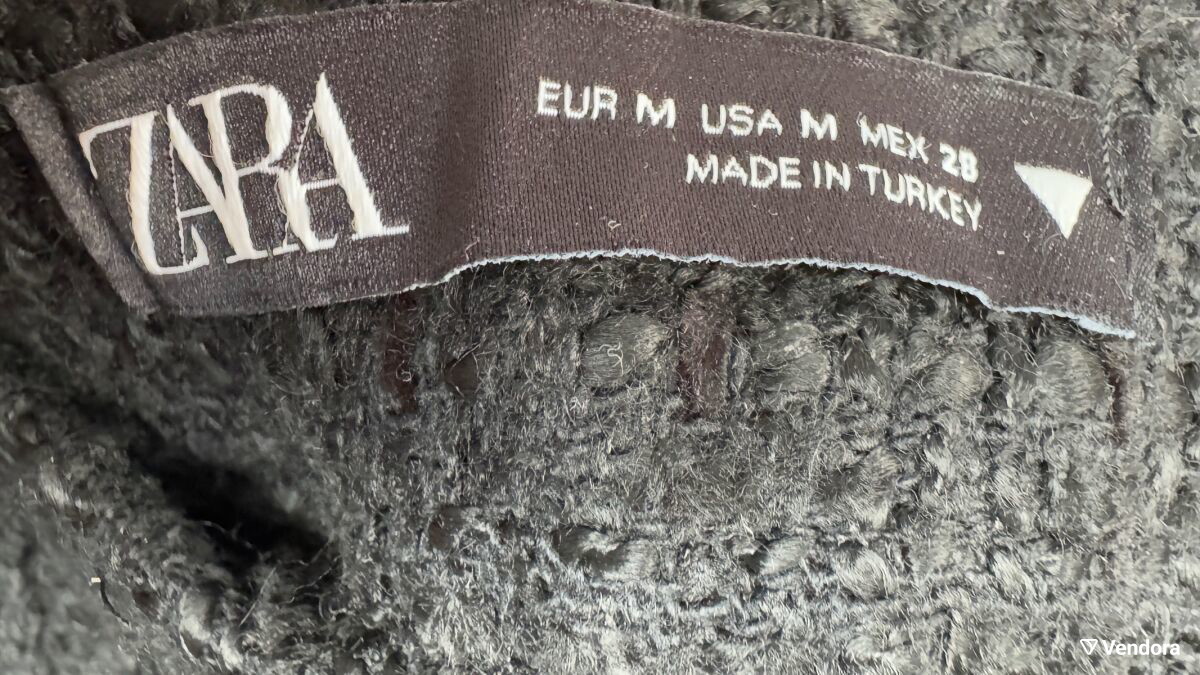 ZARA
EUR M USA M MEX 28
MADE IN TURKEY
Vendora